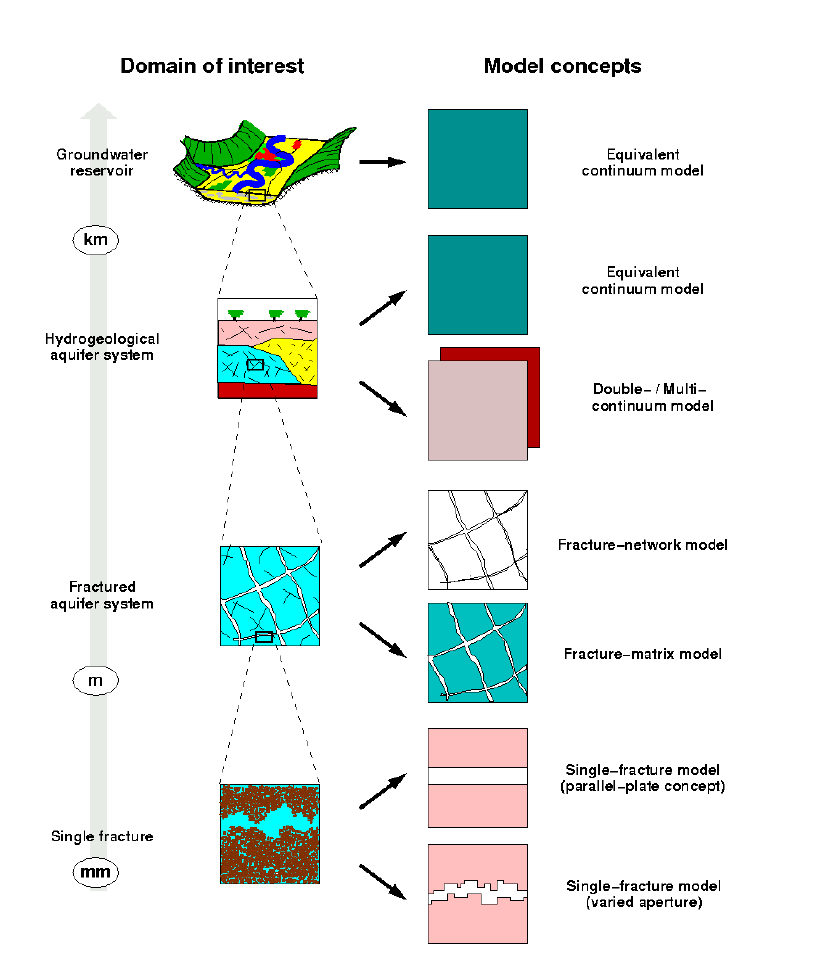 Domain of interest
Model concepts
Groundwater
reservoir
Equivalent
continuum model
km
Equivalent
continuum model
Hydrogeological
aquifer system
Double- / Multi-
continuum model
Fracture-network model
Fractured
aquifer system
Fracture-matrix model
m
Single-fracture model
(parallel-plate concept)
Single fracture
mm
Single-fracture model
(varied aperture)